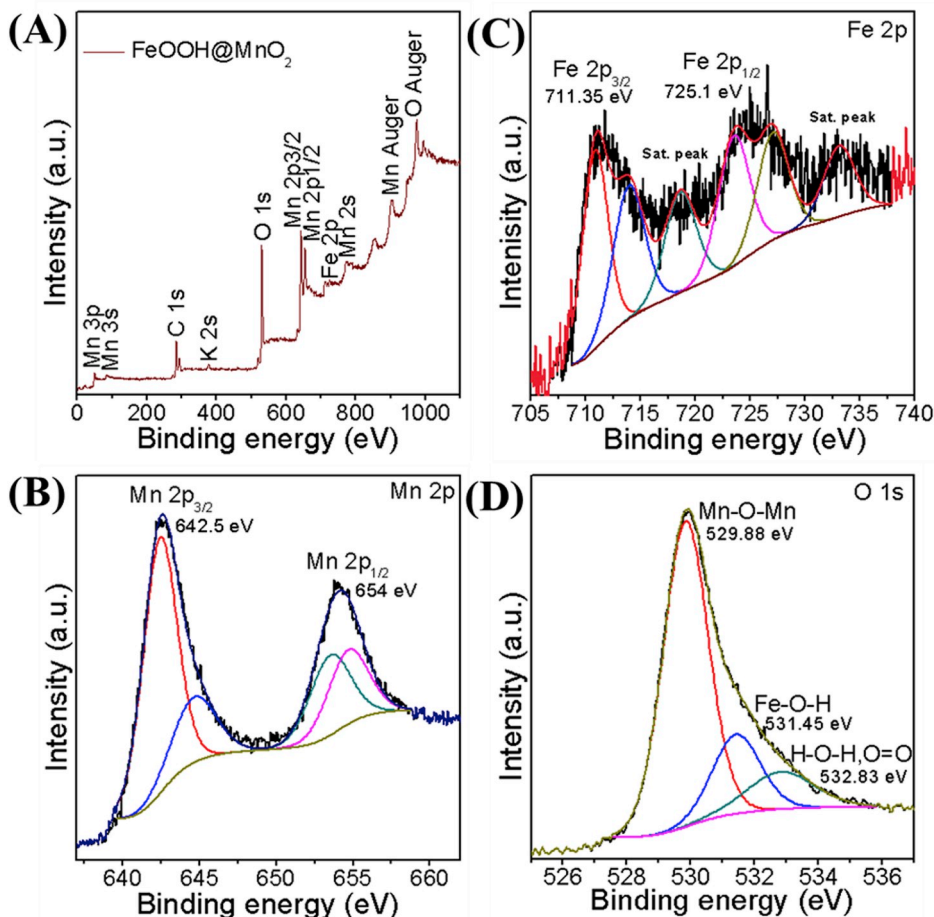 (A)
FeOOH@MnO₂
Mn 3p
Mn 3s
C 1s
K 2s
O 1s
Mn 2p3/2
Mn 2p1/2
Fe 2p
Mn 2s
Mn Auger
O Auger
Intensity (a.u.)
0 200 400 600 800 1000
Binding energy (eV)
(C)
Fe 2p
Fe 2p₃/₂
711.35 eV
Fe 2p₁/₂
725.1 eV
Sat. peak
Sat. peak
Intenisity (a.u.)
705 710 715 720 725 730 735 740
Binding energy (eV)
(B)
Mn 2p
Mn 2p₃/₂
642.5 eV
Mn 2p₁/₂
654 eV
Intensity (a.u.)
640 645 650 655 660
Binding energy (eV)
(D)
O 1s
Mn-O-Mn
529.88 eV
Fe-O-H
531.45 eV
H-O-H,O=O
532.83 eV
Intensity (a.u.)
526 528 530 532 534 536
Binding energy (eV)